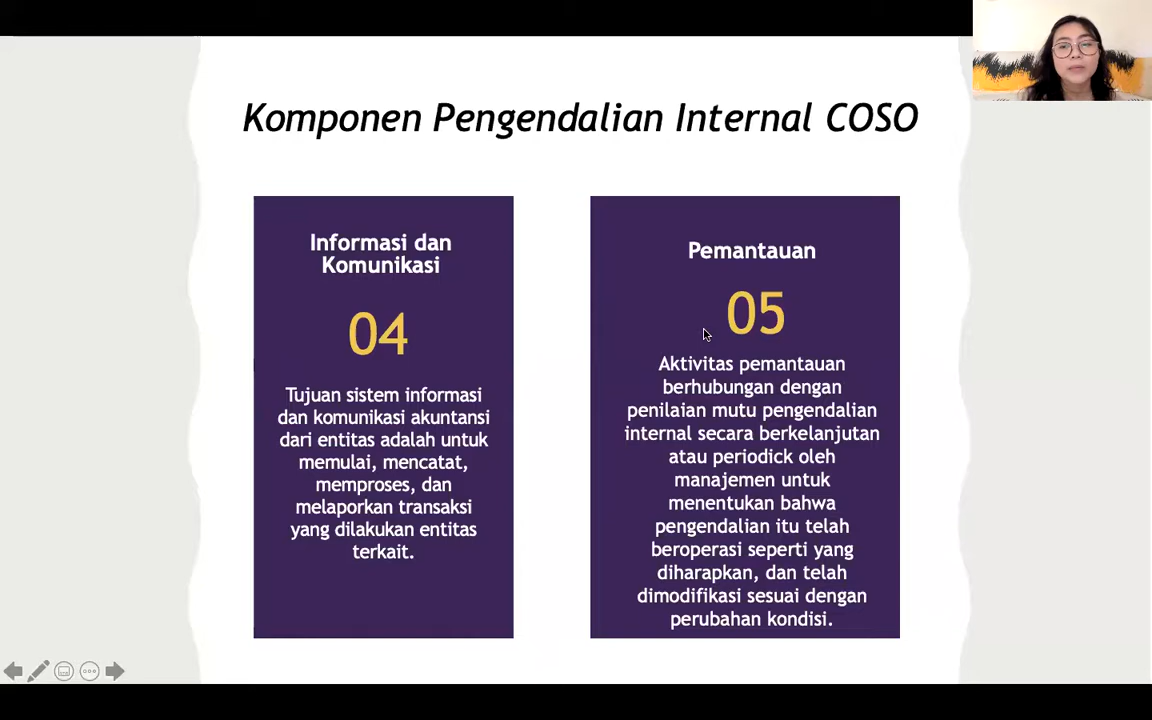 Komponen Pengendalian Internal COSO
Informasi dan
Komunikasi
04
Tujuan sistem informasi
dan komunikasi akuntansi
dari entitas adalah untuk
memulai, mencatat,
memproses, dan
melaporkan transaksi
yang dilakukan entitas
terkait.
Pemantauan
05
Aktivitas pemantauan
berhubungan dengan
penilaian mutu pengendalian
internal secara berkelanjutan
atau periodick oleh
manajemen untuk
menentukan bahwa
pengendalian itu telah
beroperasi seperti yang
diharapkan, dan telah
dimodifikasi sesuai dengan
perubahan kondisi.